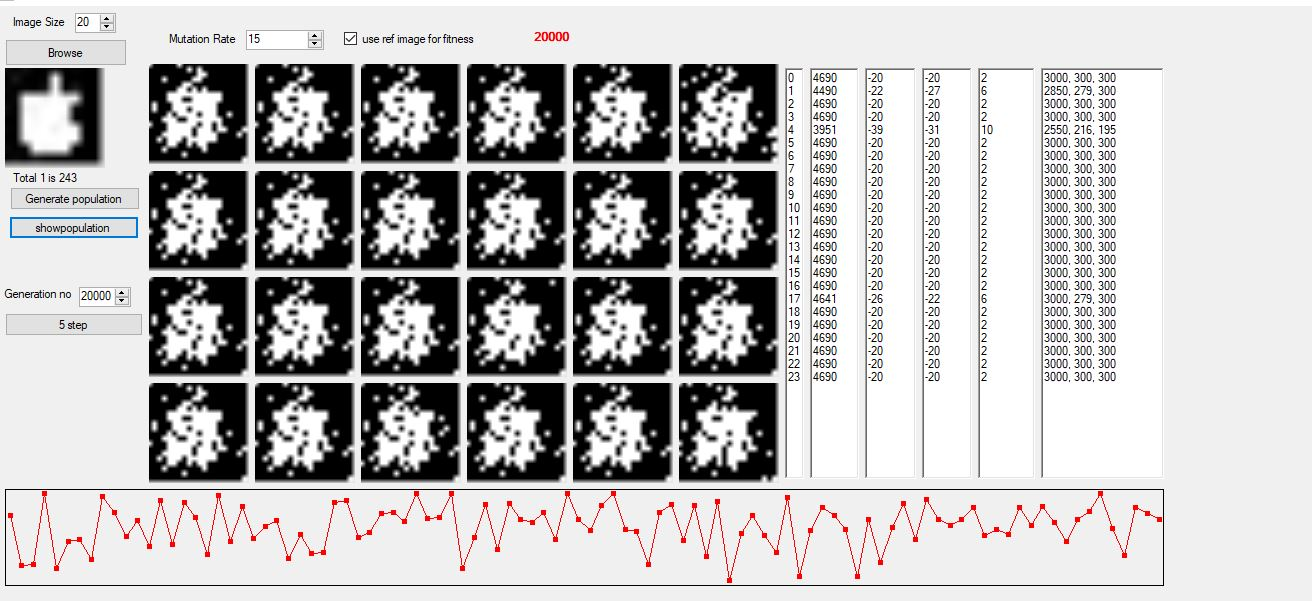 Image Size 20
Browse
Mutation Rate 15 use ref image for fitness 20000
Total 1 is 243
Generate population
showpopulation
Generation no 20000
5 step
0 4690 -20 -20 2 3000, 300, 300
1 4490 -22 -27 6 2850, 279, 300
2 4690 -20 -20 2 3000, 300, 300
3 4690 -20 -20 2 3000, 300, 300
4 3951 -39 -31 10 2550, 216, 195
5 4690 -20 -20 2 3000, 300, 300
6 4690 -20 -20 2 3000, 300, 300
7 4690 -20 -20 2 3000, 300, 300
8 4690 -20 -20 2 3000, 300, 300
9 4690 -20 -20 2 3000, 300, 300
10 4690 -20 -20 2 3000, 300, 300
11 4690 -20 -20 2 3000, 300, 300
12 4690 -20 -20 2 3000, 300, 300
13 4690 -20 -20 2 3000, 300, 300
14 4690 -20 -20 2 3000, 300, 300
15 4690 -20 -20 2 3000, 300, 300
16 4690 -20 -20 2 3000, 300, 300
17 4641 -26 -22 6 3000, 279, 300
18 4690 -20 -20 2 3000, 300, 300
19 4690 -20 -20 2 3000, 300, 300
20 4690 -20 -20 2 3000, 300, 300
21 4690 -20 -20 2 3000, 300, 300
22 4690 -20 -20 2 3000, 300, 300
23 4690 -20 -20 2 3000, 300, 300